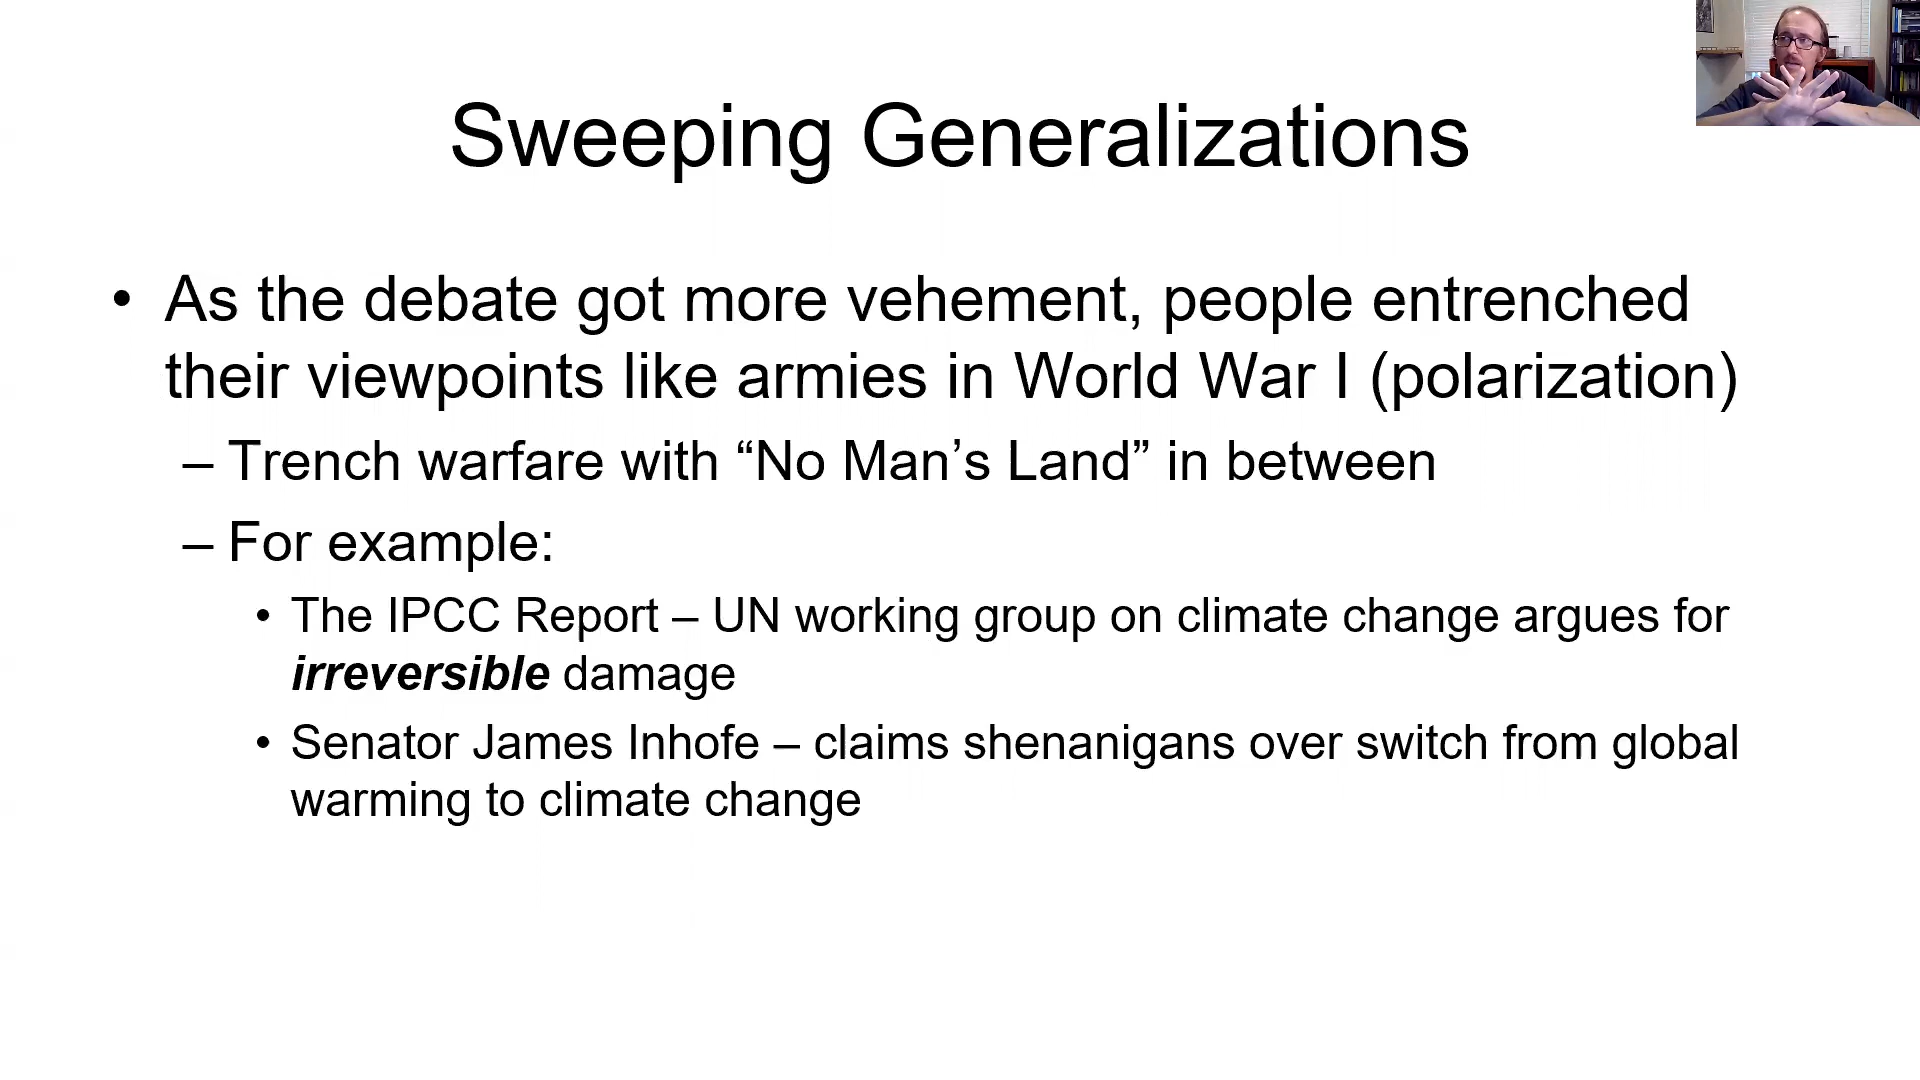 Sweeping Generalizations
• As the debate got more vehement, people entrenched
their viewpoints like armies in World War I (polarization)
– Trench warfare with “No Man’s Land” in between
– For example:
• The IPCC Report – UN working group on climate change argues for
irreversible damage
• Senator James Inhofe – claims shenanigans over switch from global
warming to climate change